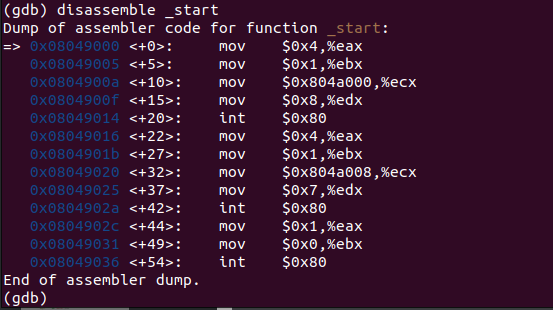 (gdb) disassemble _start
Dump of assembler code for function _start:
=> 0x08049000 <+0>:     mov    $0x4,%eax
   0x08049005 <+5>:     mov    $0x1,%ebx
   0x0804900a <+10>:    mov    $0x804a000,%ecx
   0x0804900f <+15>:    mov    $0x8,%edx
   0x08049014 <+20>:    int    $0x80
   0x08049016 <+22>:    mov    $0x4,%eax
   0x0804901b <+27>:    mov    $0x1,%ebx
   0x08049020 <+32>:    mov    $0x804a008,%ecx
   0x08049025 <+37>:    mov    $0x7,%edx
   0x0804902a <+42>:    int    $0x80
   0x0804902c <+44>:    mov    $0x1,%eax
   0x08049031 <+49>:    mov    $0x0,%ebx
   0x08049036 <+54>:    int    $0x80
End of assembler dump.
(gdb)